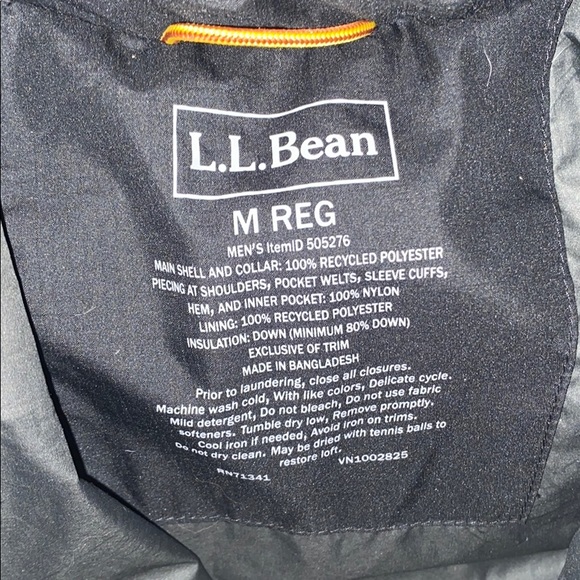 L.L.Bean
M REG
MEN'S ItemID 505276
MAIN SHELL AND COLLAR: 100% RECYCLED POLYESTER
PIECING AT SHOULDERS, POCKET WELTS, SLEEVE CUFFS,
HEM, AND INNER POCKET: 100% NYLON
LINING: 100% RECYCLED POLYESTER
INSULATION: DOWN (MINIMUM 80% DOWN)
EXCLUSIVE OF TRIM
MADE IN BANGLADESH
Prior to laundering, close all closures.
Machine wash cold, With like colors, Delicate cycle.
Mild detergent, Do not bleach, Do not use fabric
softeners. Tumble dry low, Remove promptly.
Cool iron if needed, Avoid iron on trims.
Do not dry clean. May be dried with tennis balls to
restore loft.
RN71341 VN1002825